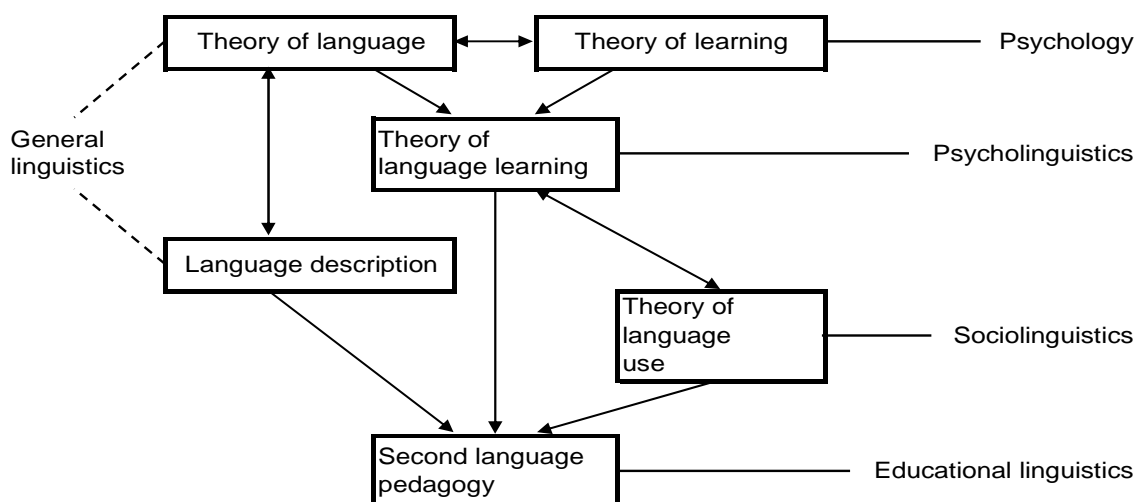 Theory of language
Theory of learning
Psychology
General
linguistics
Theory of
language learning
Psycholinguistics
Language description
Theory of
language
use
Sociolinguistics
Second language
pedagogy
Educational linguistics